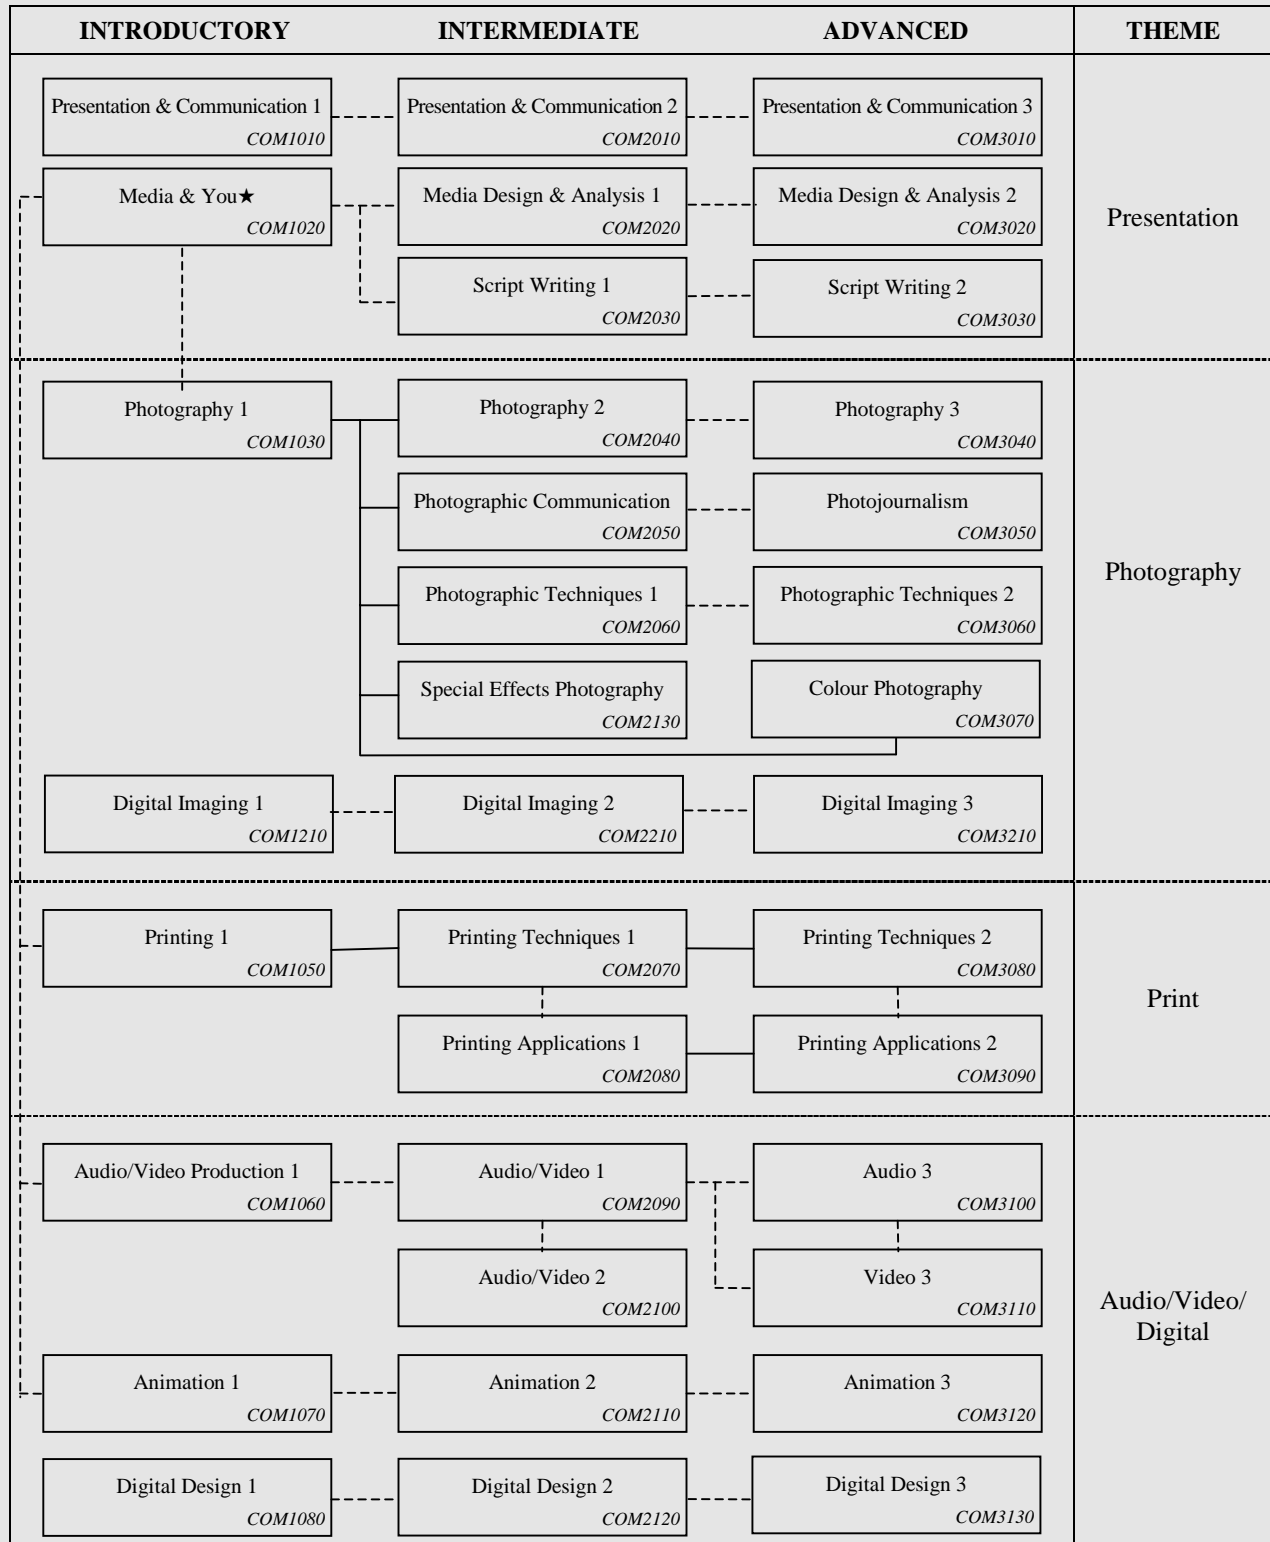 INTRODUCTORY INTERMEDIATE ADVANCED THEME
Presentation & Communication 1
COM1010
Presentation & Communication 2
COM2010
Presentation & Communication 3
COM3010
Media & You★
COM1020
Media Design & Analysis 1
COM2020
Media Design & Analysis 2
COM3020
Script Writing 1
COM2030
Script Writing 2
COM3030
Presentation
Photography 1
COM1030
Photography 2
COM2040
Photography 3
COM3040
Photographic Communication
COM2050
Photojournalism
COM3050
Photographic Techniques 1
COM2060
Photographic Techniques 2
COM3060
Special Effects Photography
COM2130
Colour Photography
COM3070
Digital Imaging 1
COM1210
Digital Imaging 2
COM2210
Digital Imaging 3
COM3210
Photography
Printing 1
COM1050
Printing Techniques 1
COM2070
Printing Techniques 2
COM3080
Printing Applications 1
COM2080
Printing Applications 2
COM3090
Print
Audio/Video Production 1
COM1060
Audio/Video 1
COM2090
Audio 3
COM3100
Audio/Video 2
COM2100
Video 3
COM3110
Animation 1
COM1070
Animation 2
COM2110
Animation 3
COM3120
Digital Design 1
COM1080
Digital Design 2
COM2120
Digital Design 3
COM3130
Audio/Video/
Digital